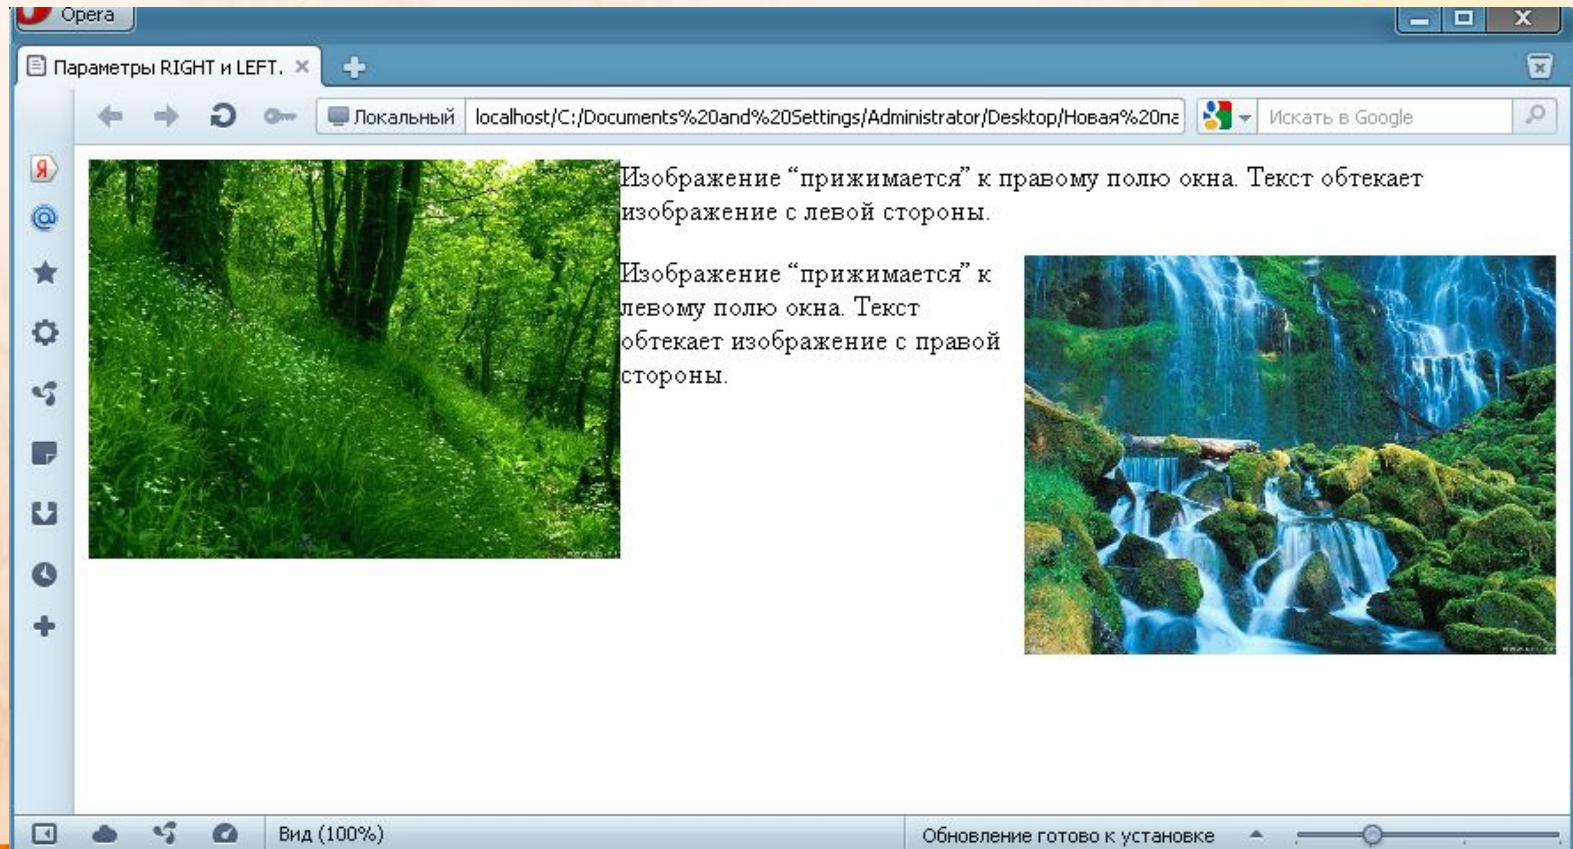 Opera
Параметры RIGHT и LEFT.
Локальный localhost/C:/Documents%20and%20Settings/Administrator/Desktop/Новая%20па
Искать в Google
Я
Изображение “прижимается” к правому полю окна. Текст обтекает
изображение с левой стороны.
Изображение “прижимается” к
левому полю окна. Текст
обтекает изображение с правой
стороны.
Вид (100%)
Обновление готово к установке